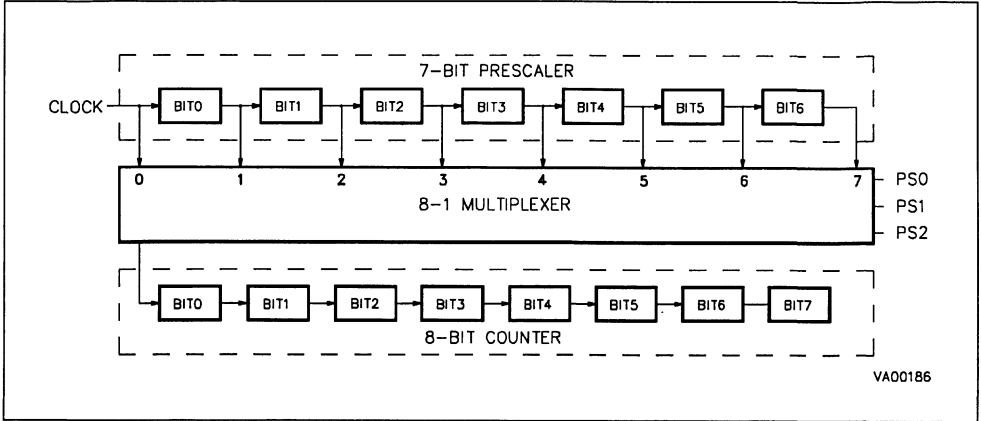 7-BIT PRESCALER
CLOCK
BIT0 BIT1 BIT2 BIT3 BIT4 BIT5 BIT6
0 1 2 3 4 5 6 7
PS0
8-1 MULTIPLEXER
PS1
PS2
BIT0 BIT1 BIT2 BIT3 BIT4 BIT5 BIT6 BIT7
8-BIT COUNTER
VA00186